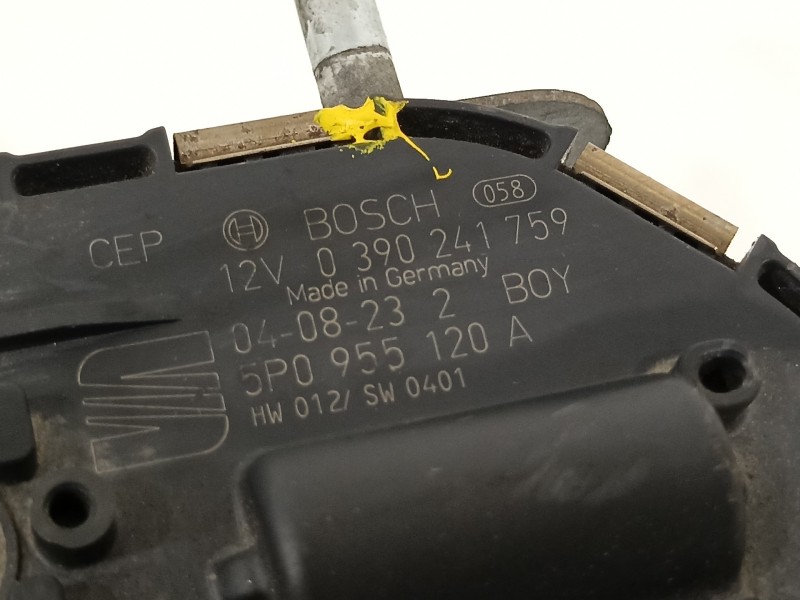 CEP BOSCH 058
12V 0 390 241 759
Made in Germany
04-08-23 2 BOY
5P0 955 120 A
HW 012/ SW 0401